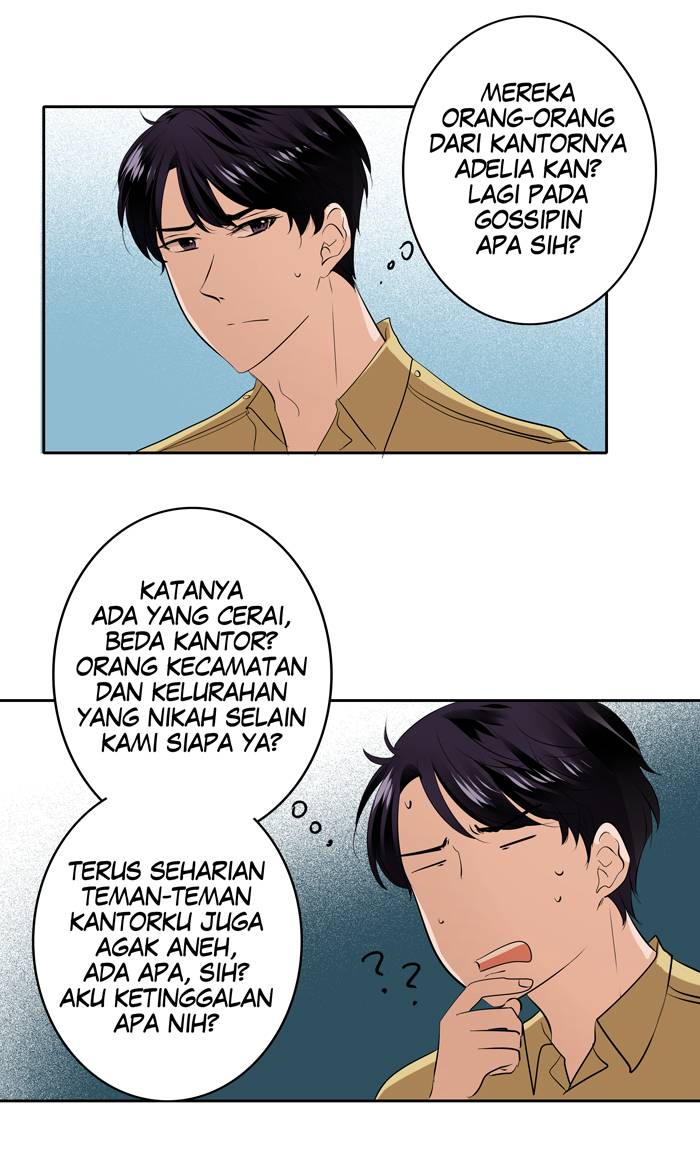 MEREKA
ORANG-ORANG
DARI KANTORNYA
ADELIA KAN?
LAGI PADA
GOSSIPIN
APA SIH?
KATANYA
ADA YANG CERAI,
BEDA KANTOR?
ORANG KECAMATAN
DAN KELURAHAN
YANG NIKAH SELAIN
KAMI SIAPA YA?
TERUS SEHARIAN
TEMAN-TEMAN
KANTORKU JUGA
AGAK ANEH,
ADA APA, SIH?
AKU KETINGGALAN
APA NIH?
??